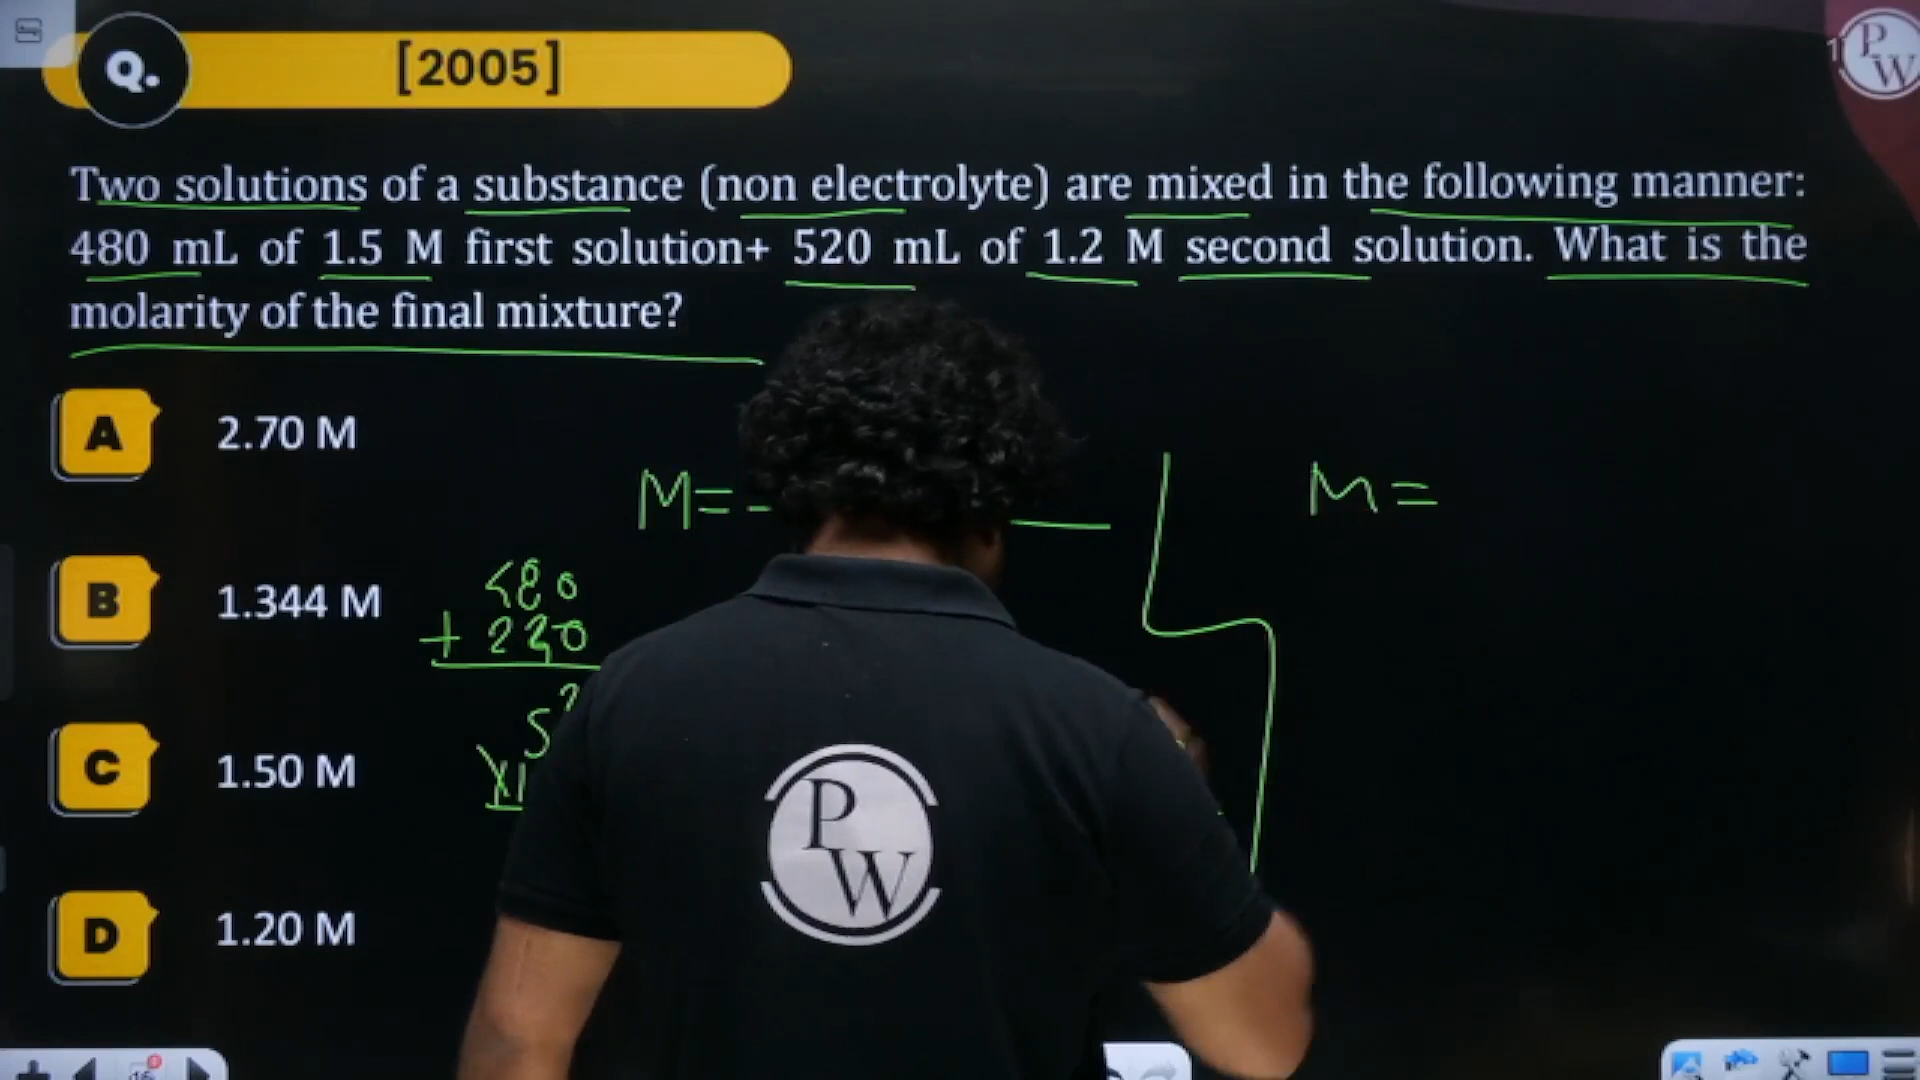 Q.
[2005]
P
W
Two solutions of a substance (non electrolyte) are mixed in the following manner:
480 mL of 1.5 M first solution+ 520 mL of 1.2 M second solution. What is the
molarity of the final mixture?
A 2.70 M
M=
M =
B 1.344 M
480
+ 240
C 1.50 M
P
W
D 1.20 M